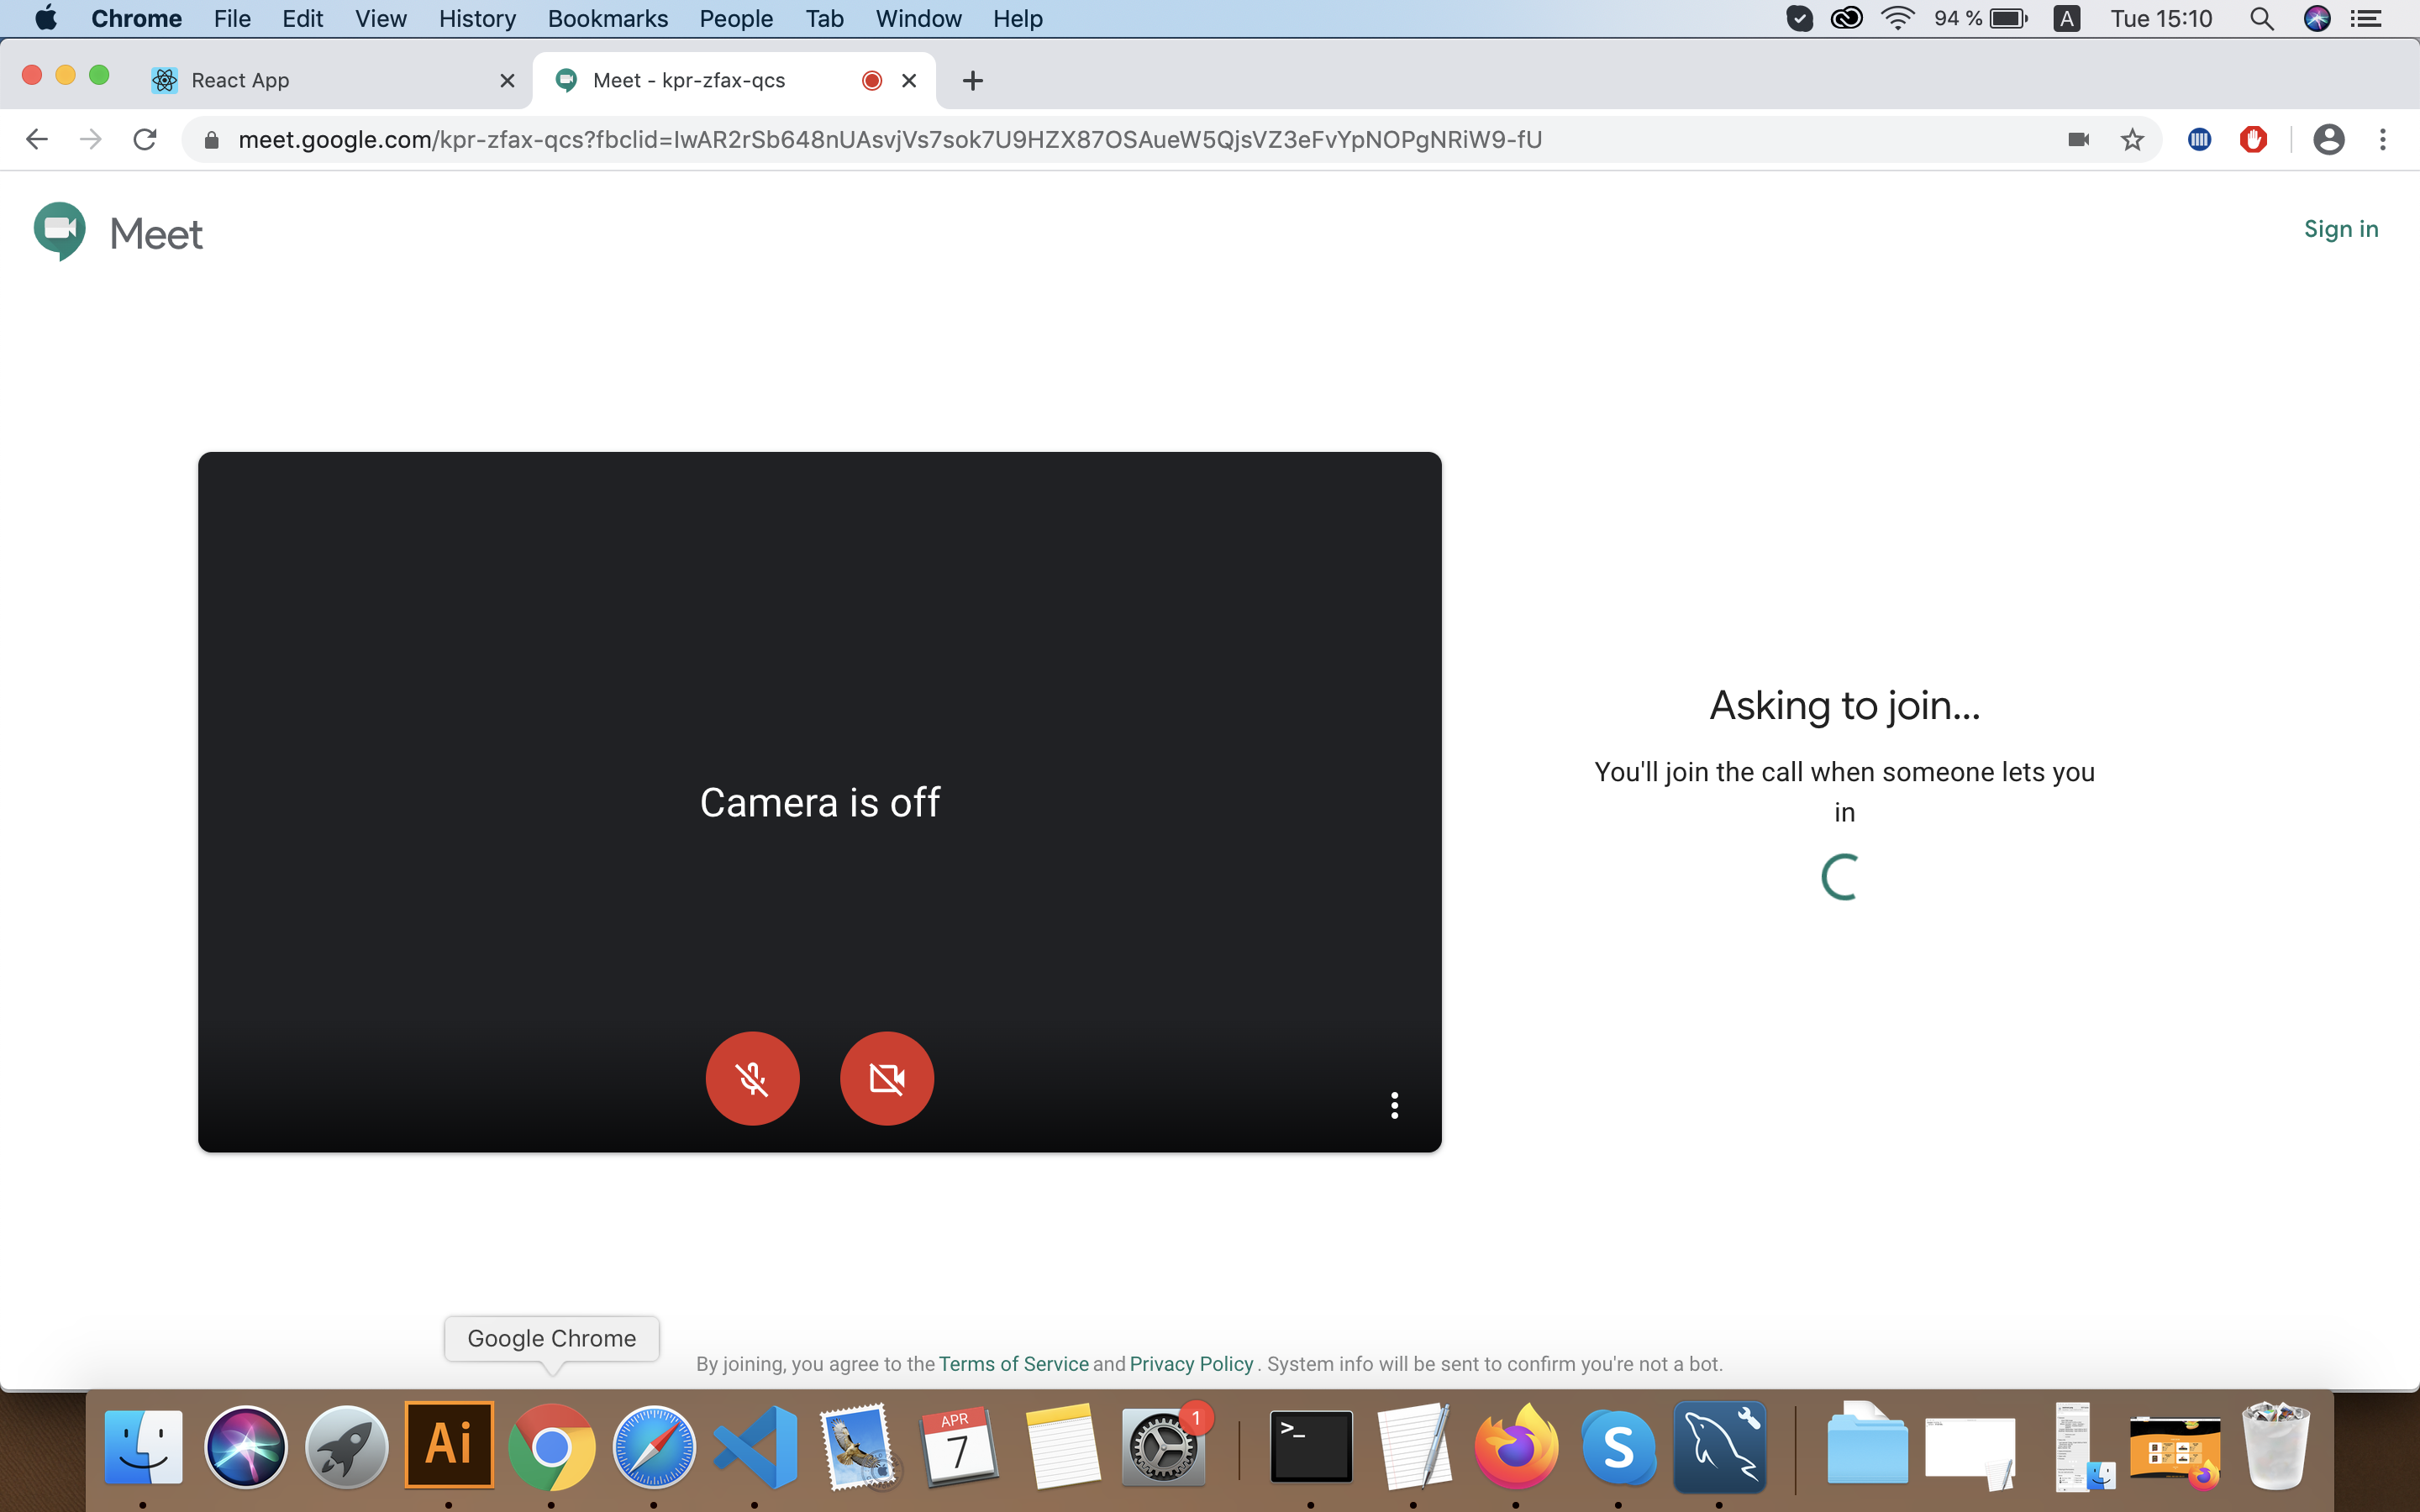 Chrome File Edit View History Bookmarks People Tab Window Help 94 % A Tue 15:10
React App Meet - kpr-zfax-qcs
meet.google.com/kpr-zfax-qcs?fbclid=IwAR2rSb648nUAsvjVs7sok7U9HZX87OSAueW5QjsVZ3eFvYpNOPgNRiW9-fU
Meet Sign in
Camera is off
Asking to join...
You'll join the call when someone lets you
in
Google Chrome
By joining, you agree to the Terms of Service and Privacy Policy. System info will be sent to confirm you're not a bot.
Ai APR 7 1 >_ S